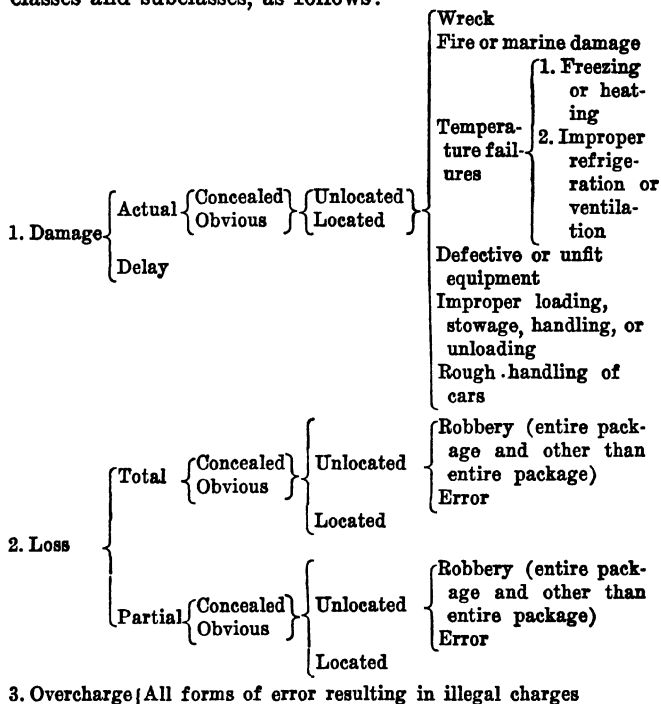 classes and subclasses, as follows:
Wreck
Fire or marine damage
1. Freezing
or heat-
ing
Tempera-
ture fail-
ures
2. Improper
refrige-
ration or
ventila-
tion
1. Damage
Actual
Concealed
Obvious
Unlocated
Located
Delay
Defective or unfit
equipment
Improper loading,
stowage, handling, or
unloading
Rough handling of
cars
2. Loss
Total
Concealed
Obvious
Unlocated
Robbery (entire pack-
age and other than
entire package)
Error
Located
Partial
Concealed
Obvious
Unlocated
Robbery (entire pack-
age and other than
entire package)
Error
Located
3. Overcharge { All forms of error resulting in illegal charges